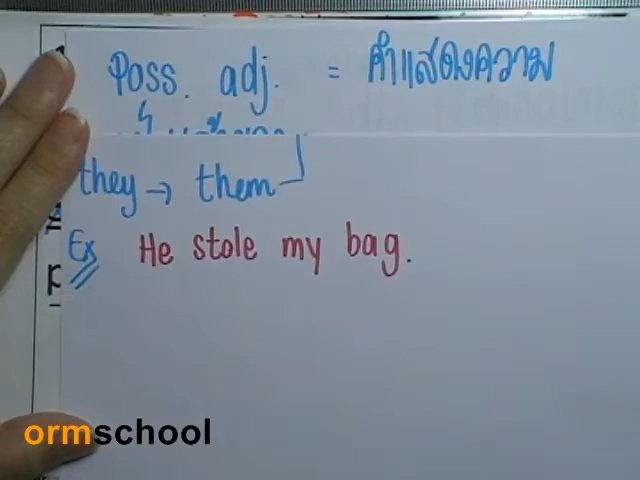 Poss. adj. = คำแสดงความ
they → them
Ex He stole my bag.
ormschool